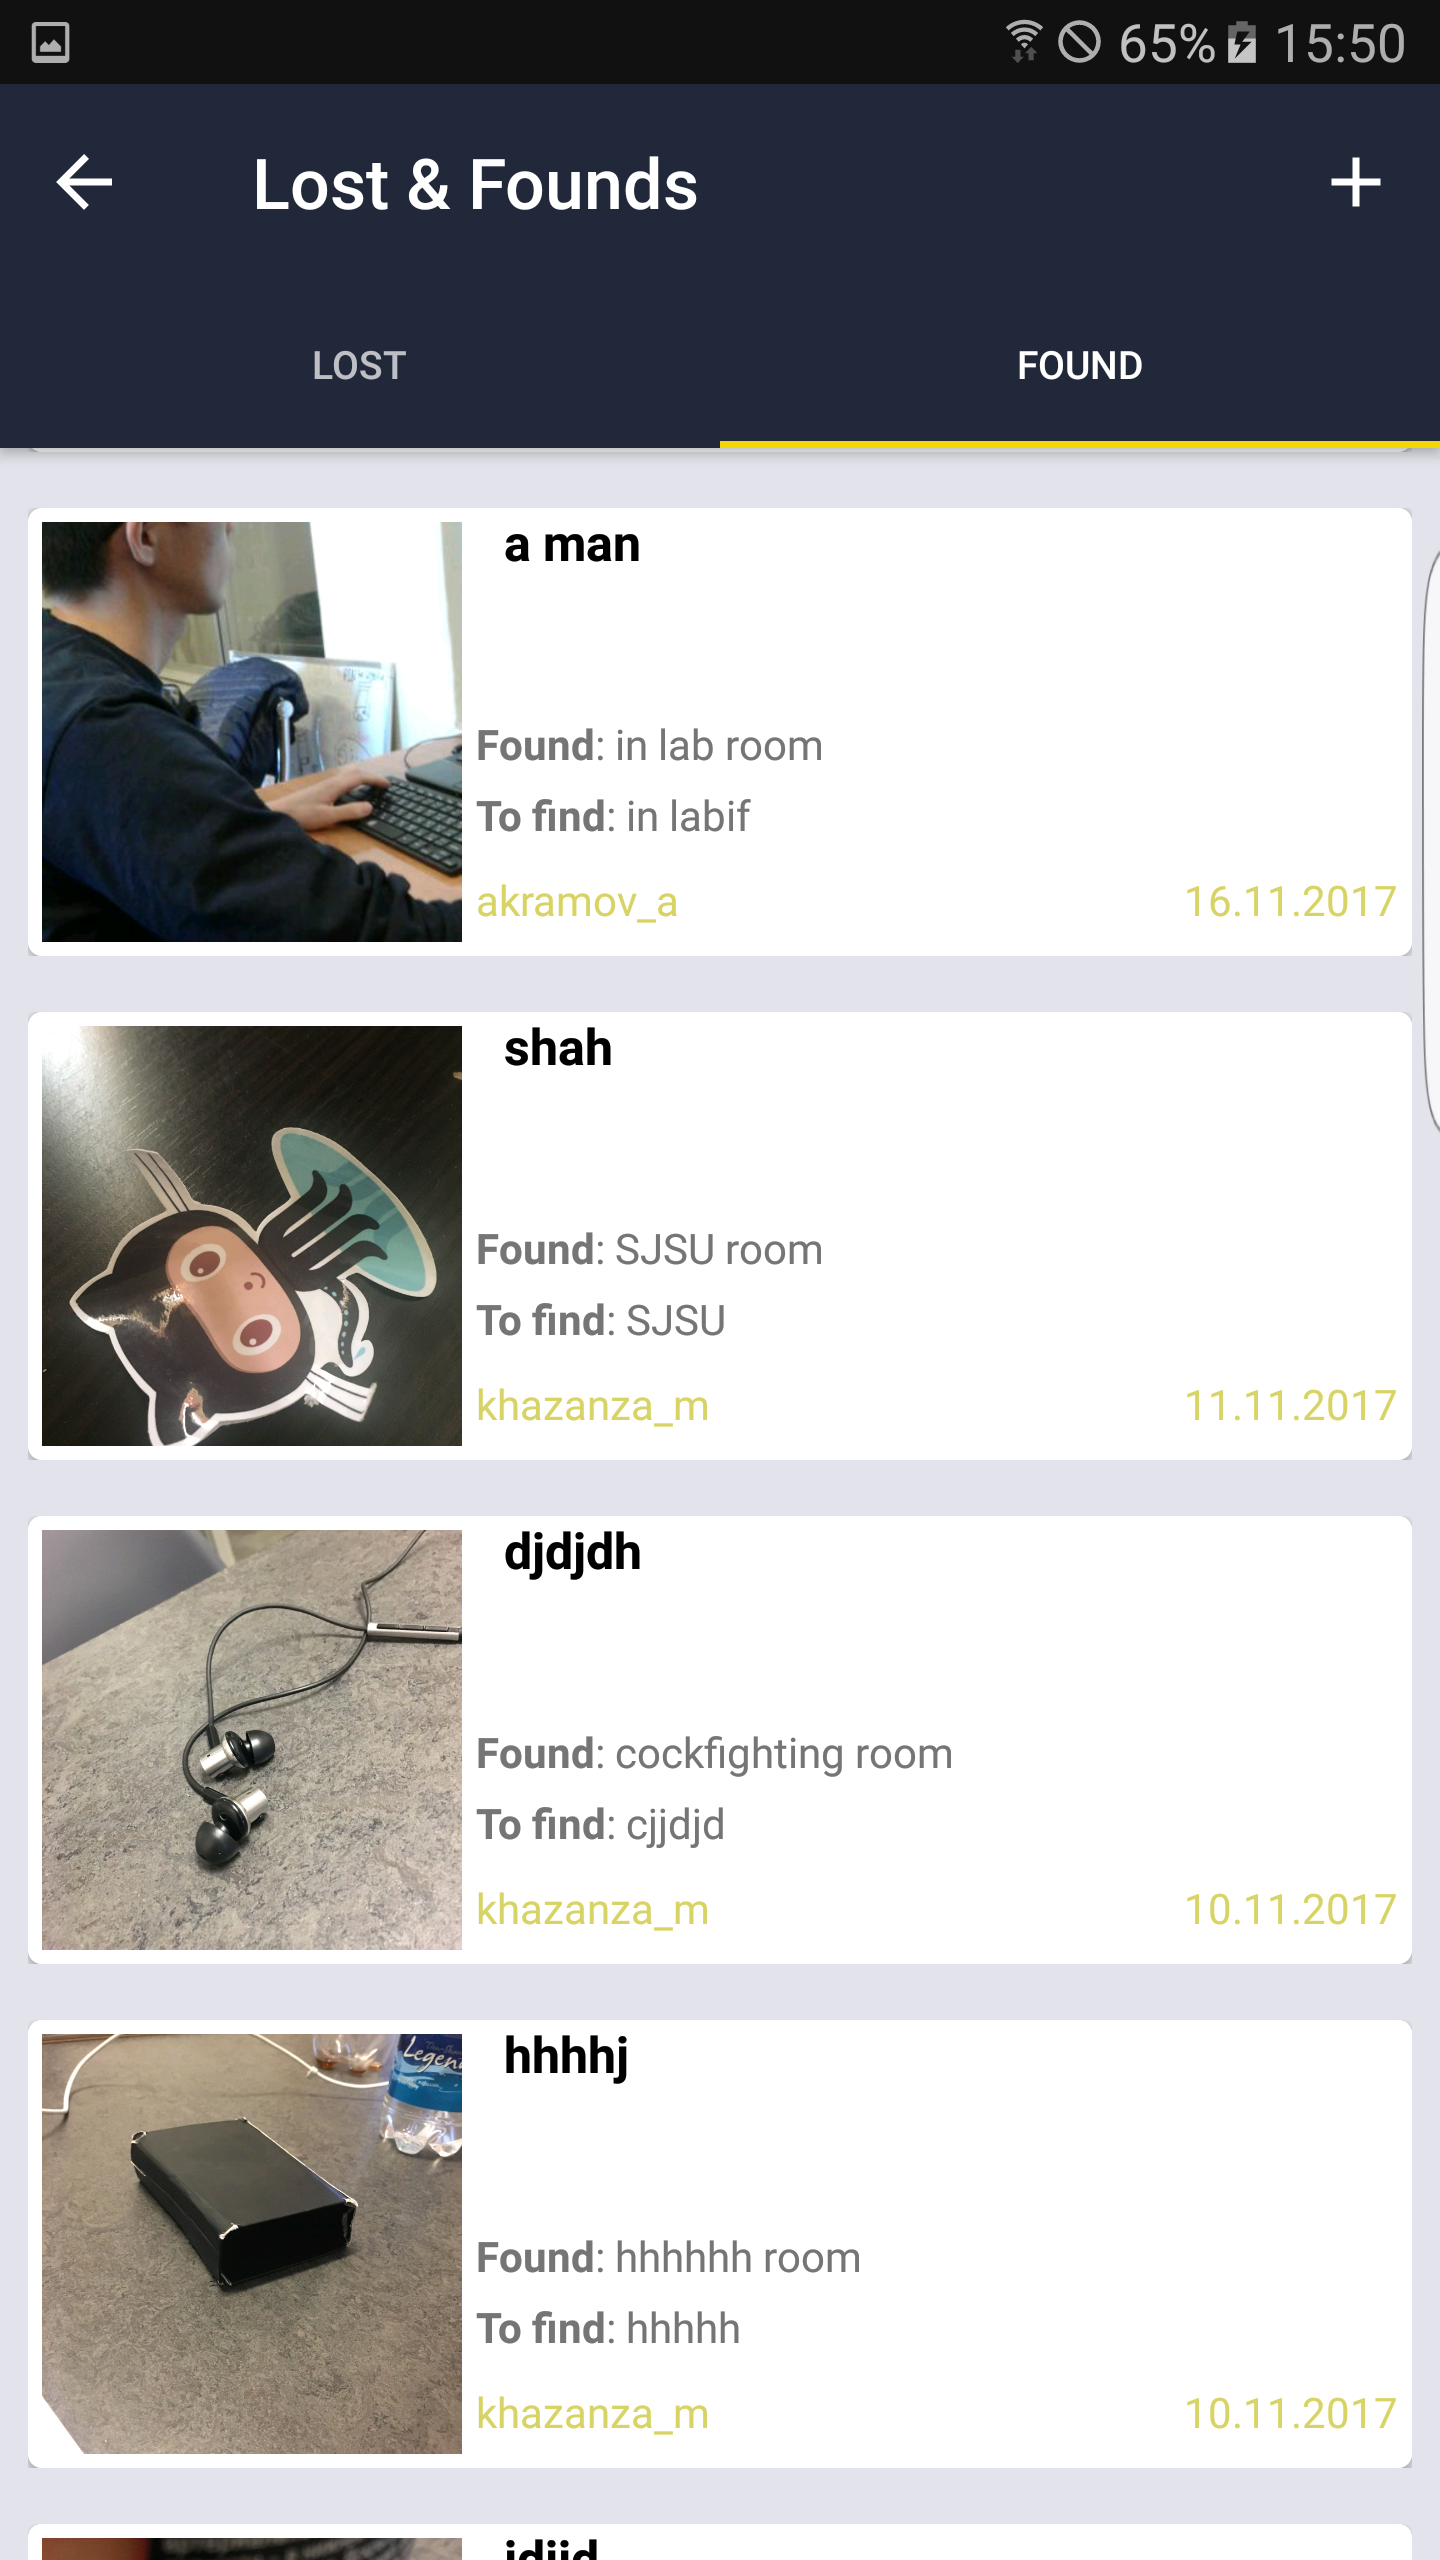 65% 15:50
Lost & Founds
LOST FOUND
a man
Found: in lab room
To find: in labif
akramov_a 16.11.2017
shah
Found: SJSU room
To find: SJSU
khazanza_m 11.11.2017
djdjdh
Found: cockfighting room
To find: cjjdjd
khazanza_m 10.11.2017
Legend
hhhhj
Found: hhhhhh room
To find: hhhhh
khazanza_m 10.11.2017